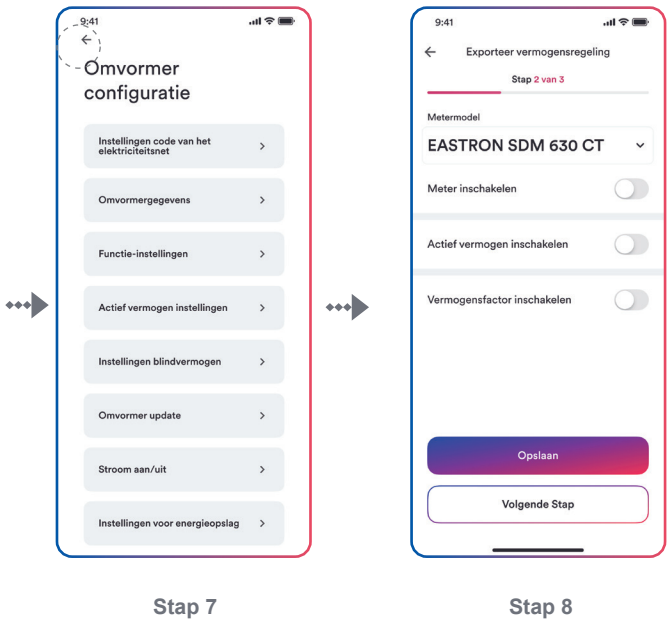 9:41
Omvormer
configuratie
Instellingen code van het
elektriciteitsnet
Omvormergegevens
Functie-instellingen
Actief vermogen instellingen
Instellingen blindvermogen
Omvormer update
Stroom aan/uit
Instellingen voor energieopslag
Stap 7
9:41
Exporteer vermogensregeling
Stap 2 van 3
Metermodel
EASTRON SDM 630 CT
Meter inschakelen
Actief vermogen inschakelen
Vermogensfactor inschakelen
Opslaan
Volgende Stap
Stap 8